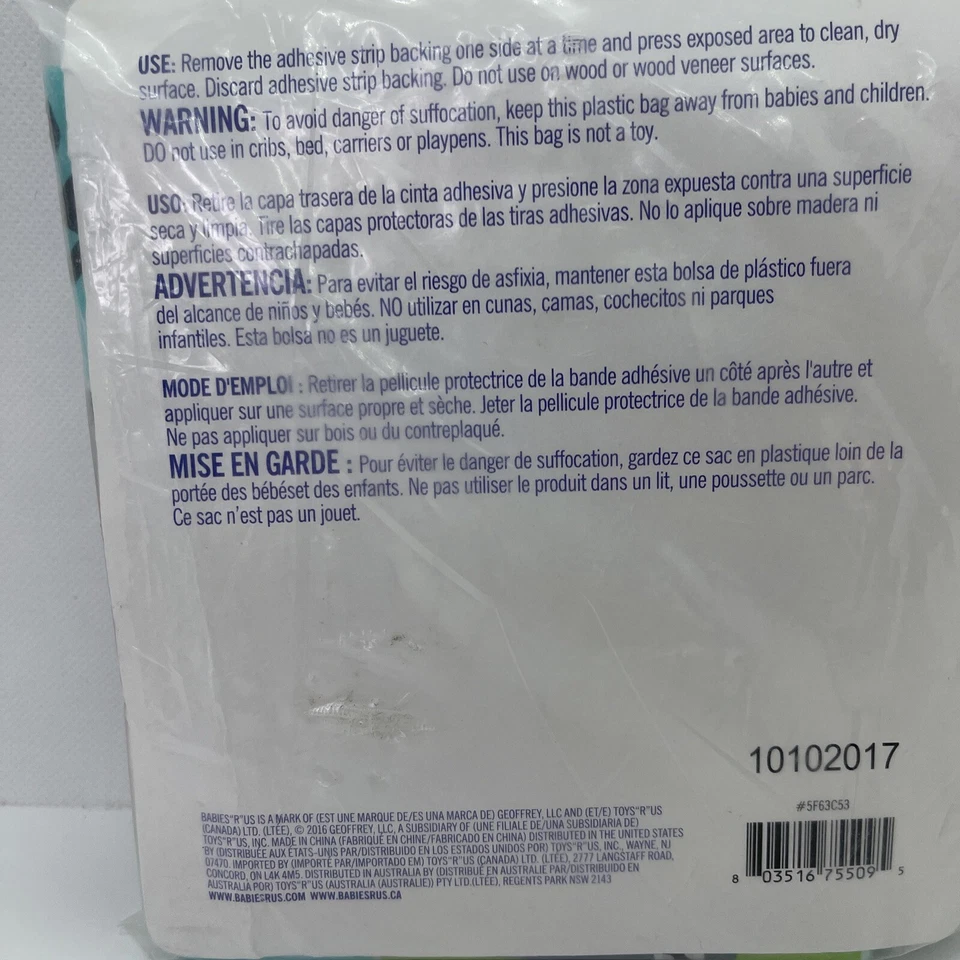 USE: Remove the adhesive strip backing one side at a time and press exposed area to clean, dry
surface. Discard adhesive strip backing. Do not use on wood or wood veneer surfaces.
WARNING: To avoid danger of suffocation, keep this plastic bag away from babies and children.
DO not use in cribs, bed, carriers or playpens. This bag is not a toy.
USO: Retire la capa trasera de la cinta adhesiva y presione la zona expuesta contra una superficie
seca y limpia. Tire las capas protectoras de las tiras adhesivas. No lo aplique sobre madera ni
superficies contrachapadas.
ADVERTENCIA: Para evitar el riesgo de asfixia, mantener esta bolsa de plástico fuera
del alcance de niños y bebés. NO utilizar en cunas, camas, cochecitos ni parques
infantiles. Esta bolsa no es un juguete.
MODE D'EMPLOI : Retirer la pellicule protectrice de la bande adhésive un côté après l'autre et
appliquer sur une surface propre et sèche. Jeter la pellicule protectrice de la bande adhésive.
Ne pas appliquer sur bois ou du contreplaqué.
MISE EN GARDE : Pour éviter le danger de suffocation, gardez ce sac en plastique loin de la
portée des bébéset des enfants. Ne pas utiliser le produit dans un lit, une poussette ou un parc.
Ce sac n'est pas un jouet.
10102017
#5F63C53
BABIES"R"US IS A MARK OF (EST UNE MARQUE DE/ES UNA MARCA DE) GEOFFREY, LLC AND (ET/E) TOYS"R"US
(CANADA) LTD. (LTÉE), © 2016 GEOFFREY, LLC, A SUBSIDIARY OF (UNE FILIALE DE/UNA SUBSIDIARIA DE)
TOYS"R"US, INC. MADE IN CHINA (FABRIQUÉ EN CHINE/FABRICADO EN CHINA) DISTRIBUTED IN THE UNITED STATES
BY (DISTRIBUÉE AUX ÉTATS-UNIS PAR/DISTRIBUIDO EN LOS ESTADOS UNIDOS POR) TOYS"R"US, INC., WAYNE, NJ
07470. IMPORTED BY (IMPORTÉ PAR/IMPORTADO EM) TOYS"R"US (CANADA) LTD. (LTÉE), 2777 LANGSTAFF ROAD,
CONCORD, ON L4K 4M5. DISTRIBUTED IN AUSTRALIA BY (DISTRIBUÉ EN AUSTRALIE PAR/DISTRIBUIDO EN
AUSTRALIA POR) TOYS"R"US (AUSTRALIA (AUSTRALIE)) PTY LTD.(LTÉE), REGENTS PARK NSW 2143
WWW.BABIESRUS.COM WWW.BABIESRUS.CA
8 03516 75509 5